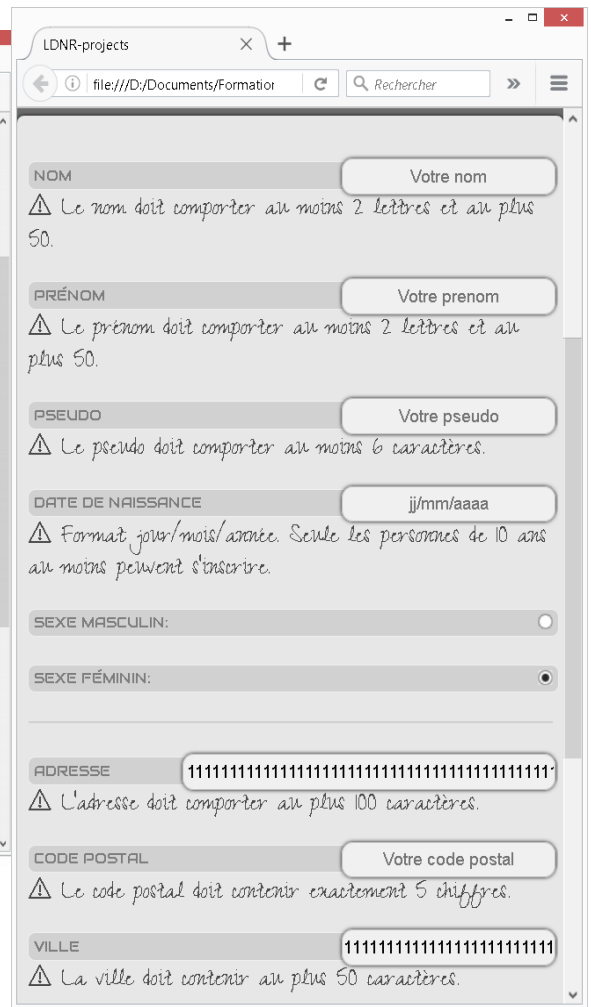 LDNR-projects
file:///D:/Documents/Formation
Rechercher
NOM
Votre nom
⚠ Le nom doit comporter au moins 2 lettres et au plus
50.
PRÉNOM
Votre prenom
⚠ Le prénom doit comporter au moins 2 lettres et au
plus 50.
PSEUDO
Votre pseudo
⚠ Le pseudo doit comporter au moins 6 caractères.
DATE DE NAISSANCE
jj/mm/aaaa
⚠ Format jour/mois/année. Seule les personnes de 10 ans
au moins peuvent s'inscrire.
SEXE MASCULIN:
SEXE FÉMININ:
ADRESSE
⚠ L'adresse doit comporter au plus 100 caractères.
CODE POSTAL
Votre code postal
⚠ Le code postal doit contenir exactement 5 chiffres.
VILLE
⚠ La ville doit contenir au plus 50 caractères.